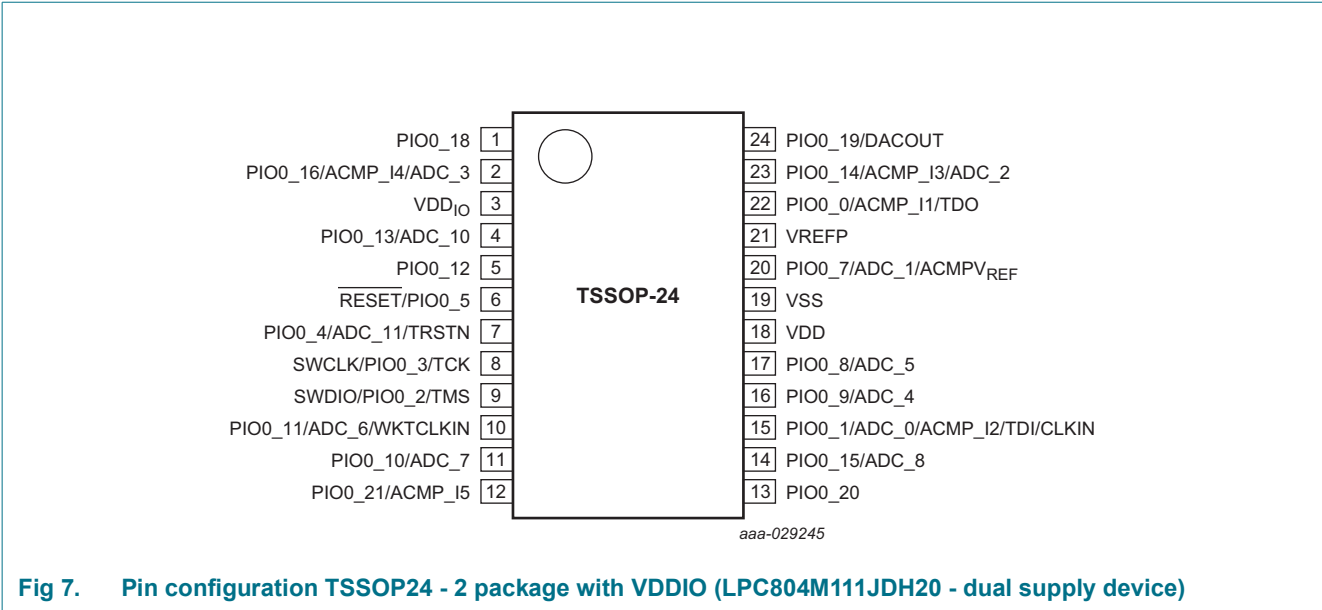 PIO0_18 1
PIO0_16/ACMP_I4/ADC_3 2
VDDIO 3
PIO0_13/ADC_10 4
PIO0_12 5
RESET/PIO0_5 6
PIO0_4/ADC_11/TRSTN 7
SWCLK/PIO0_3/TCK 8
SWDIO/PIO0_2/TMS 9
PIO0_11/ADC_6/WKTCLKIN 10
PIO0_10/ADC_7 11
PIO0_21/ACMP_I5 12
TSSOP-24
24 PIO0_19/DACOUT
23 PIO0_14/ACMP_I3/ADC_2
22 PIO0_0/ACMP_I1/TDO
21 VREFP
20 PIO0_7/ADC_1/ACMPVREF
19 VSS
18 VDD
17 PIO0_8/ADC_5
16 PIO0_9/ADC_4
15 PIO0_1/ADC_0/ACMP_I2/TDI/CLKIN
14 PIO0_15/ADC_8
13 PIO0_20
aaa-029245
Fig 7. Pin configuration TSSOP24 - 2 package with VDDIO (LPC804M111JDH20 - dual supply device)